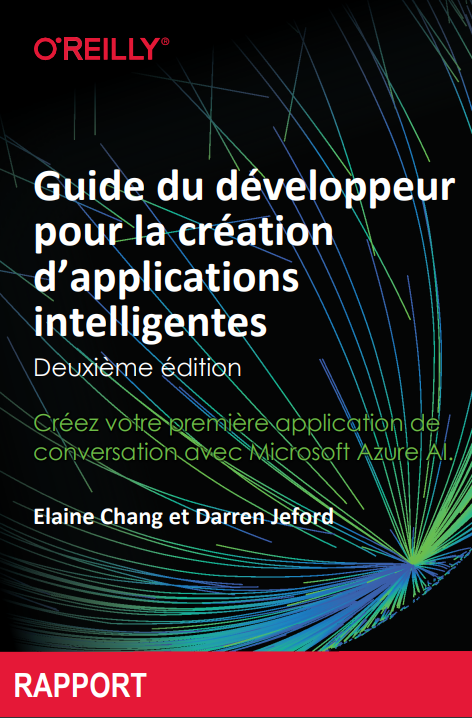 O'REILLY®
Guide du développeur
pour la création
d’applications
intelligentes
Deuxième édition
Créez votre première application de
conversation avec Microsoft Azure AI.
Elaine Chang et Darren Jeford
RAPPORT